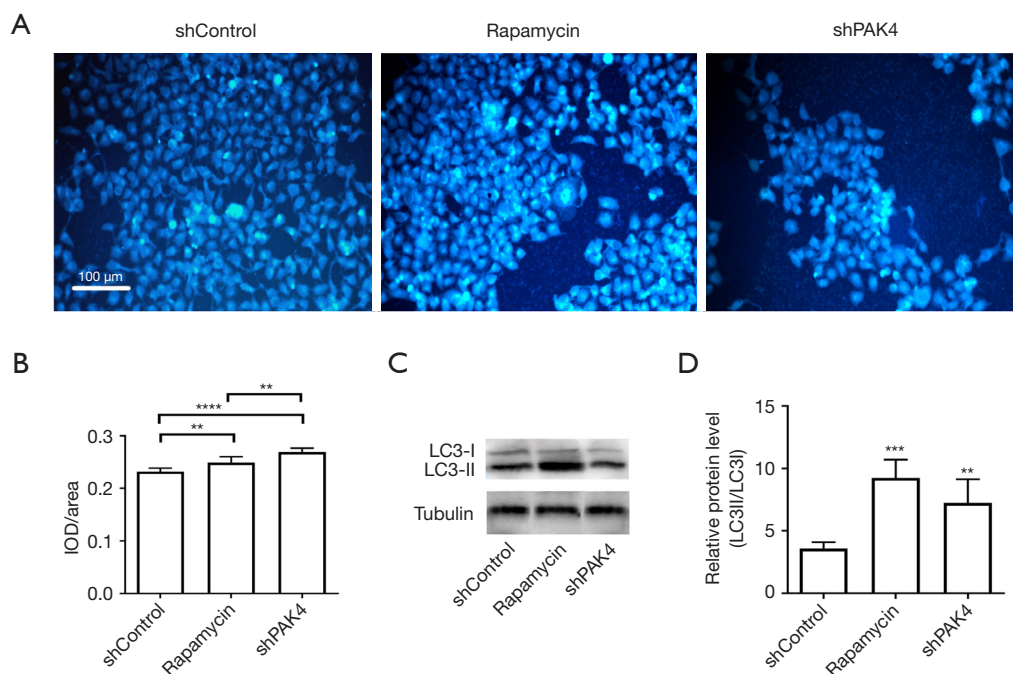 A
shControl
Rapamycin
shPAK4
100 µm
B
**
****
**
0.3
0.2
0.1
0.0
IOD/area
shControl
Rapamycin
shPAK4
C
LC3-I
LC3-II
Tubulin
shControl
Rapamycin
shPAK4
D
15
10
5
0
Relative protein level
(LC3II/LC3I)
***
**
shControl
Rapamycin
shPAK4